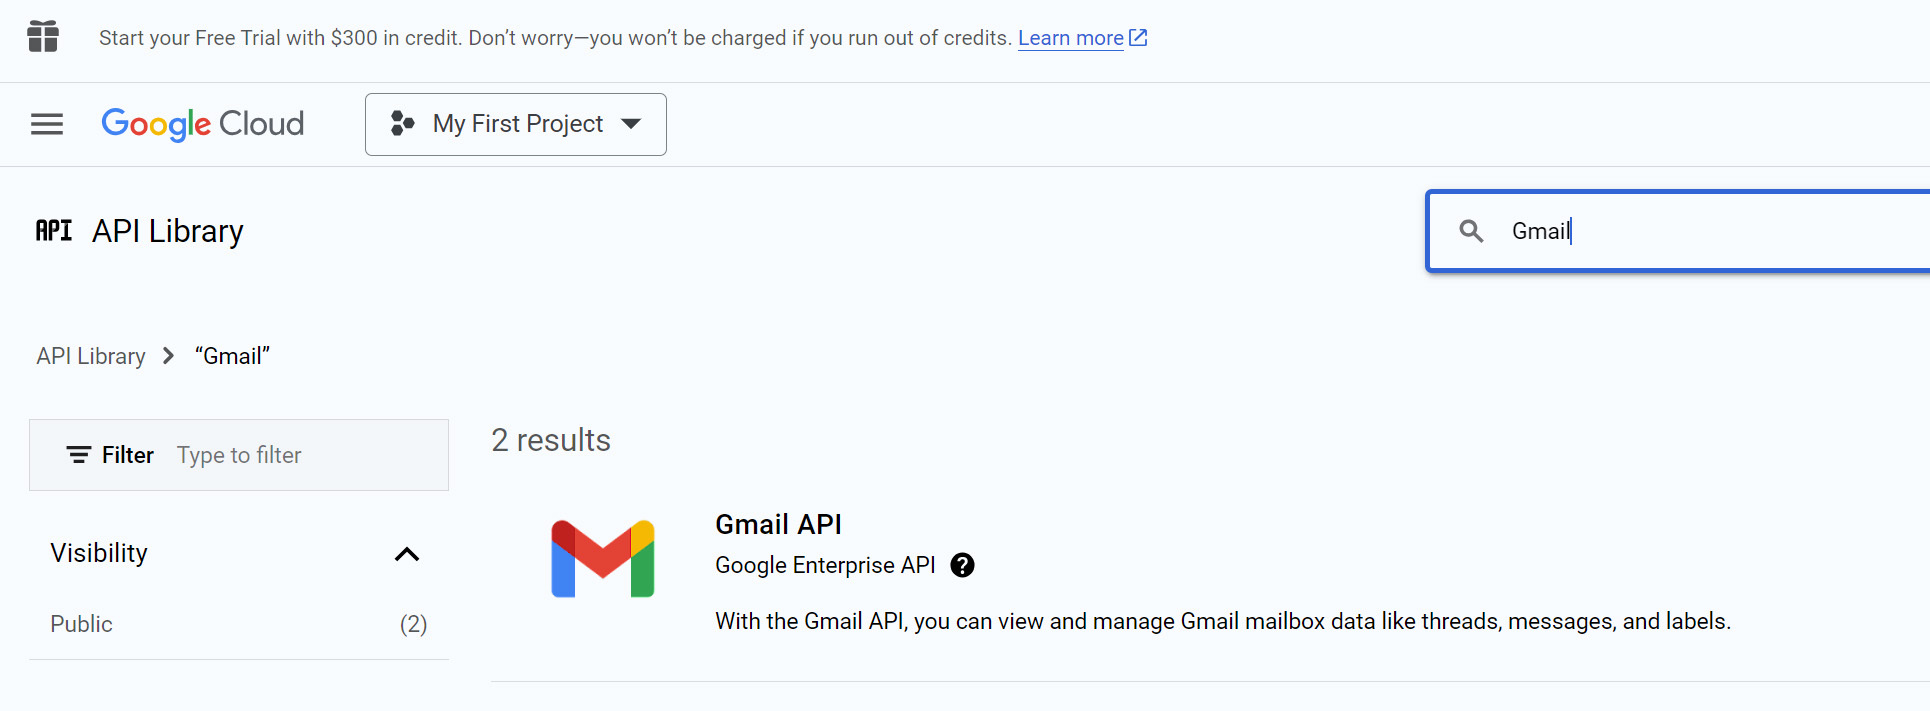 Start your Free Trial with $300 in credit. Don’t worry—you won’t be charged if you run out of credits. Learn more
Google Cloud
My First Project
API API Library
Gmail
API Library > “Gmail”
Filter Type to filter
2 results
Gmail API
Google Enterprise API
With the Gmail API, you can view and manage Gmail mailbox data like threads, messages, and labels.
Visibility
Public (2)